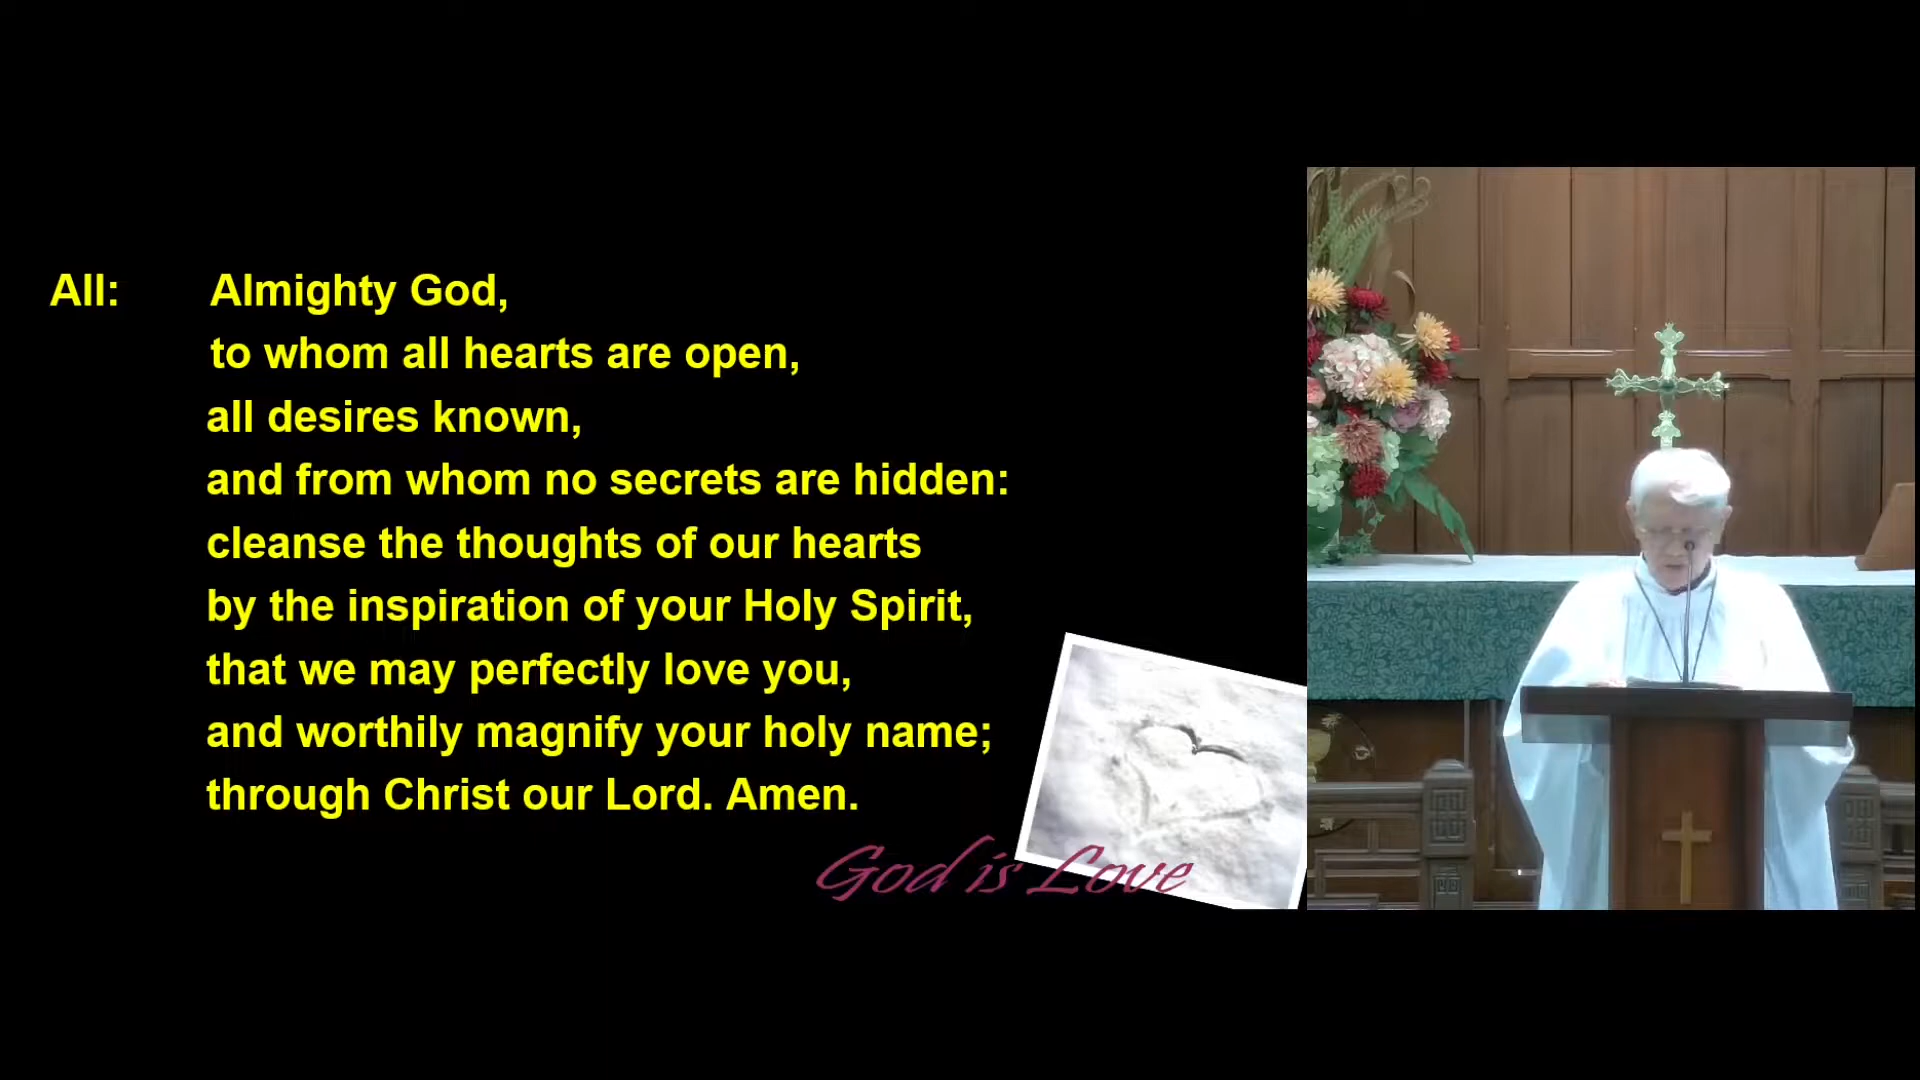 All: Almighty God,
to whom all hearts are open,
all desires known,
and from whom no secrets are hidden:
cleanse the thoughts of our hearts
by the inspiration of your Holy Spirit,
that we may perfectly love you,
and worthily magnify your holy name;
through Christ our Lord. Amen.
God is Love